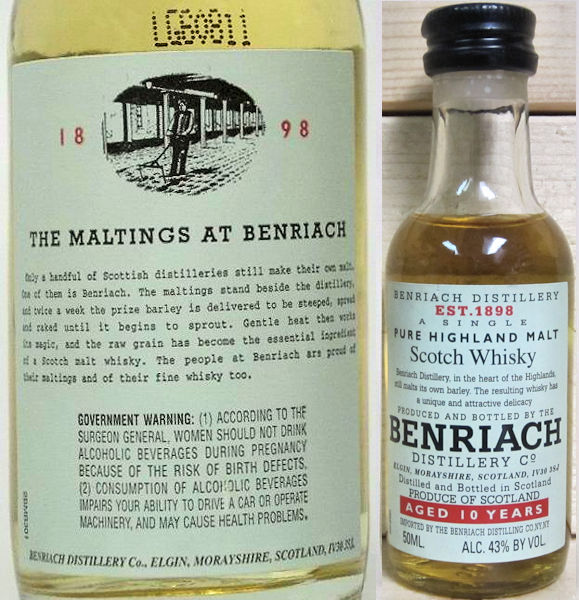 18 98
THE MALTINGS AT BENRIACH
Only a handful of Scottish distilleries still make their own malt.
One of them is Benriach. The maltings stand beside the distillery,
and twice a week the prize barley is delivered to be steeped, spread
and raked until it begins to sprout. Gentle heat then works
its magic, and the raw grain has become the essential ingredient
of a Scotch malt whisky. The people at Benriach are proud of
their maltings and of their fine whisky too.
GOVERNMENT WARNING: (1) ACCORDING TO THE
SURGEON GENERAL, WOMEN SHOULD NOT DRINK
ALCOHOLIC BEVERAGES DURING PREGNANCY
BECAUSE OF THE RISK OF BIRTH DEFECTS.
(2) CONSUMPTION OF ALCOHOLIC BEVERAGES
IMPAIRS YOUR ABILITY TO DRIVE A CAR OR OPERATE
MACHINERY, AND MAY CAUSE HEALTH PROBLEMS.
BENRIACH DISTILLERY Co., ELGIN, MORAYSHIRE, SCOTLAND, IV30 3SJ.
BENRIACH DISTILLERY
EST.1898
A SINGLE
PURE HIGHLAND MALT
Scotch Whisky
Benriach Distillery, in the heart of the Highlands,
still malts its own barley. The resulting whisky has
a unique and attractive delicacy
PRODUCED AND BOTTLED BY THE
BENRIACH
DISTILLERY Co
ELGIN, MORAYSHIRE, SCOTLAND, IV30 3SJ
Distilled and Bottled in Scotland
PRODUCE OF SCOTLAND
AGED 10 YEARS
IMPORTED BY THE BENRIACH DISTILLING CO.NY.NY
50ML. ALC. 43% BY VOL.